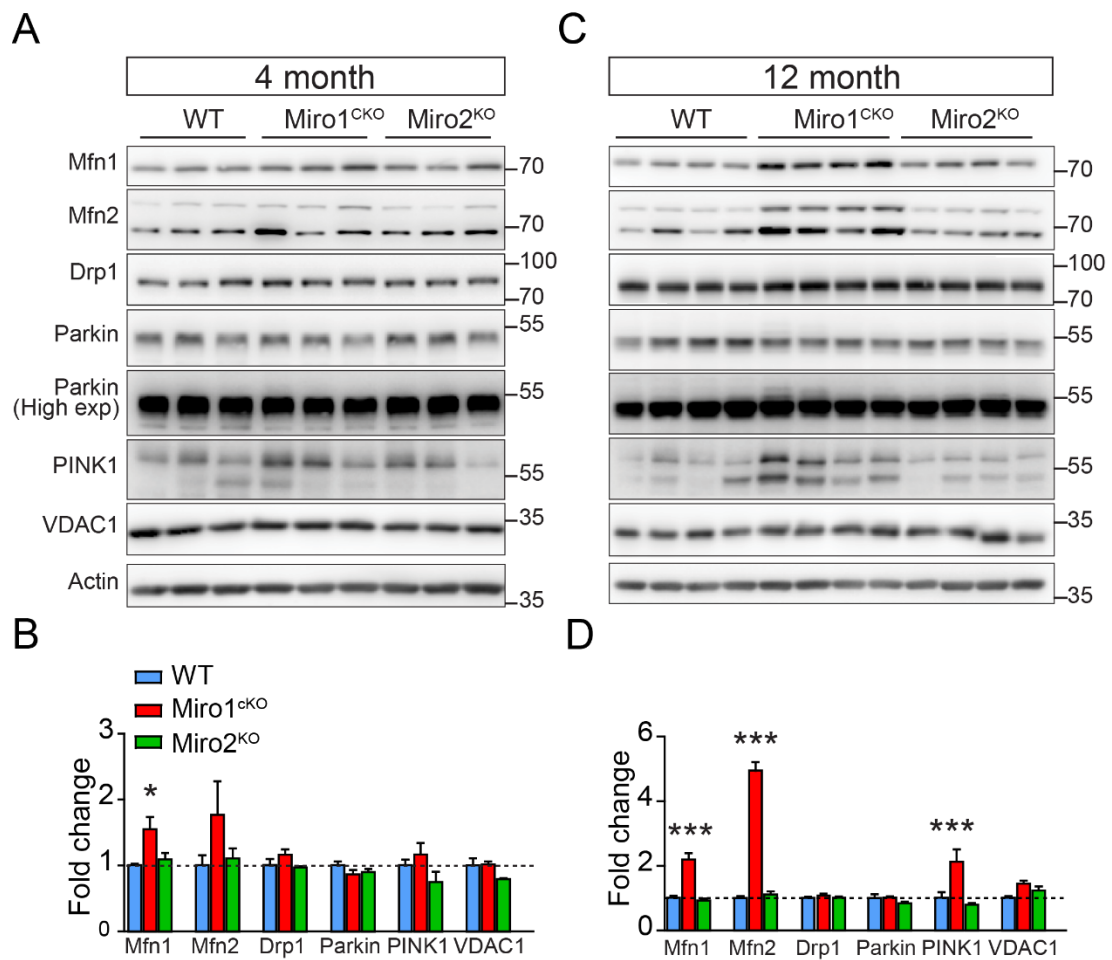 A
4 month
WT Miro1CKO Miro2KO
Mfn1
70
Mfn2
70
Drp1
100
70
Parkin
55
Parkin
(High exp)
55
PINK1
55
VDAC1
35
Actin
35
C
12 month
WT Miro1CKO Miro2KO
70
70
100
70
55
55
55
35
35
B
WT
Miro1cKO
Miro2KO
Fold change
3
2
1
0
*
Mfn1 Mfn2 Drp1 Parkin PINK1 VDAC1
D
Fold change
6
4
2
0
*** *** ***
Mfn1 Mfn2 Drp1 Parkin PINK1 VDAC1